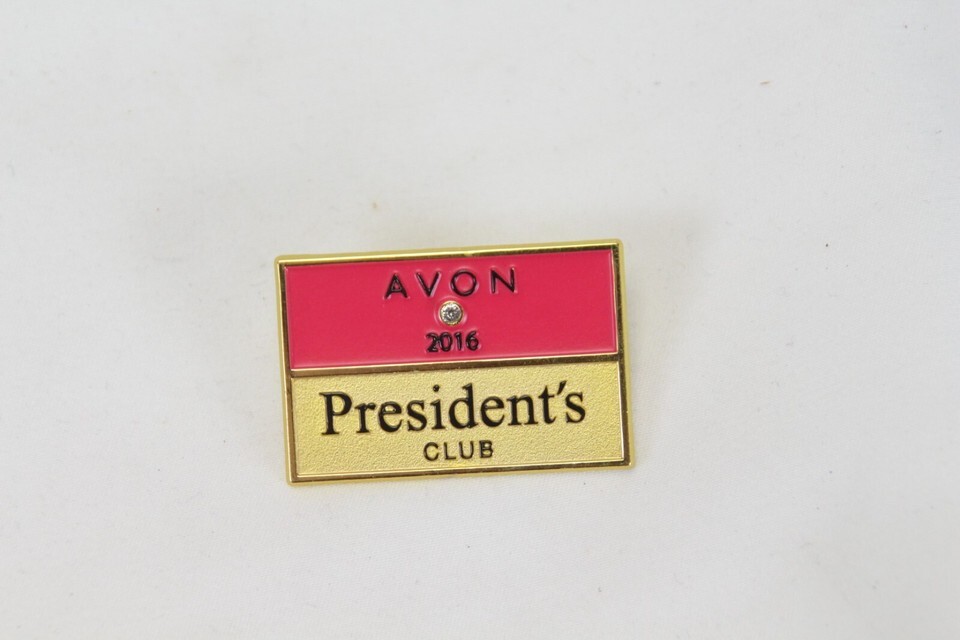 AVON
2016
President's
CLUB